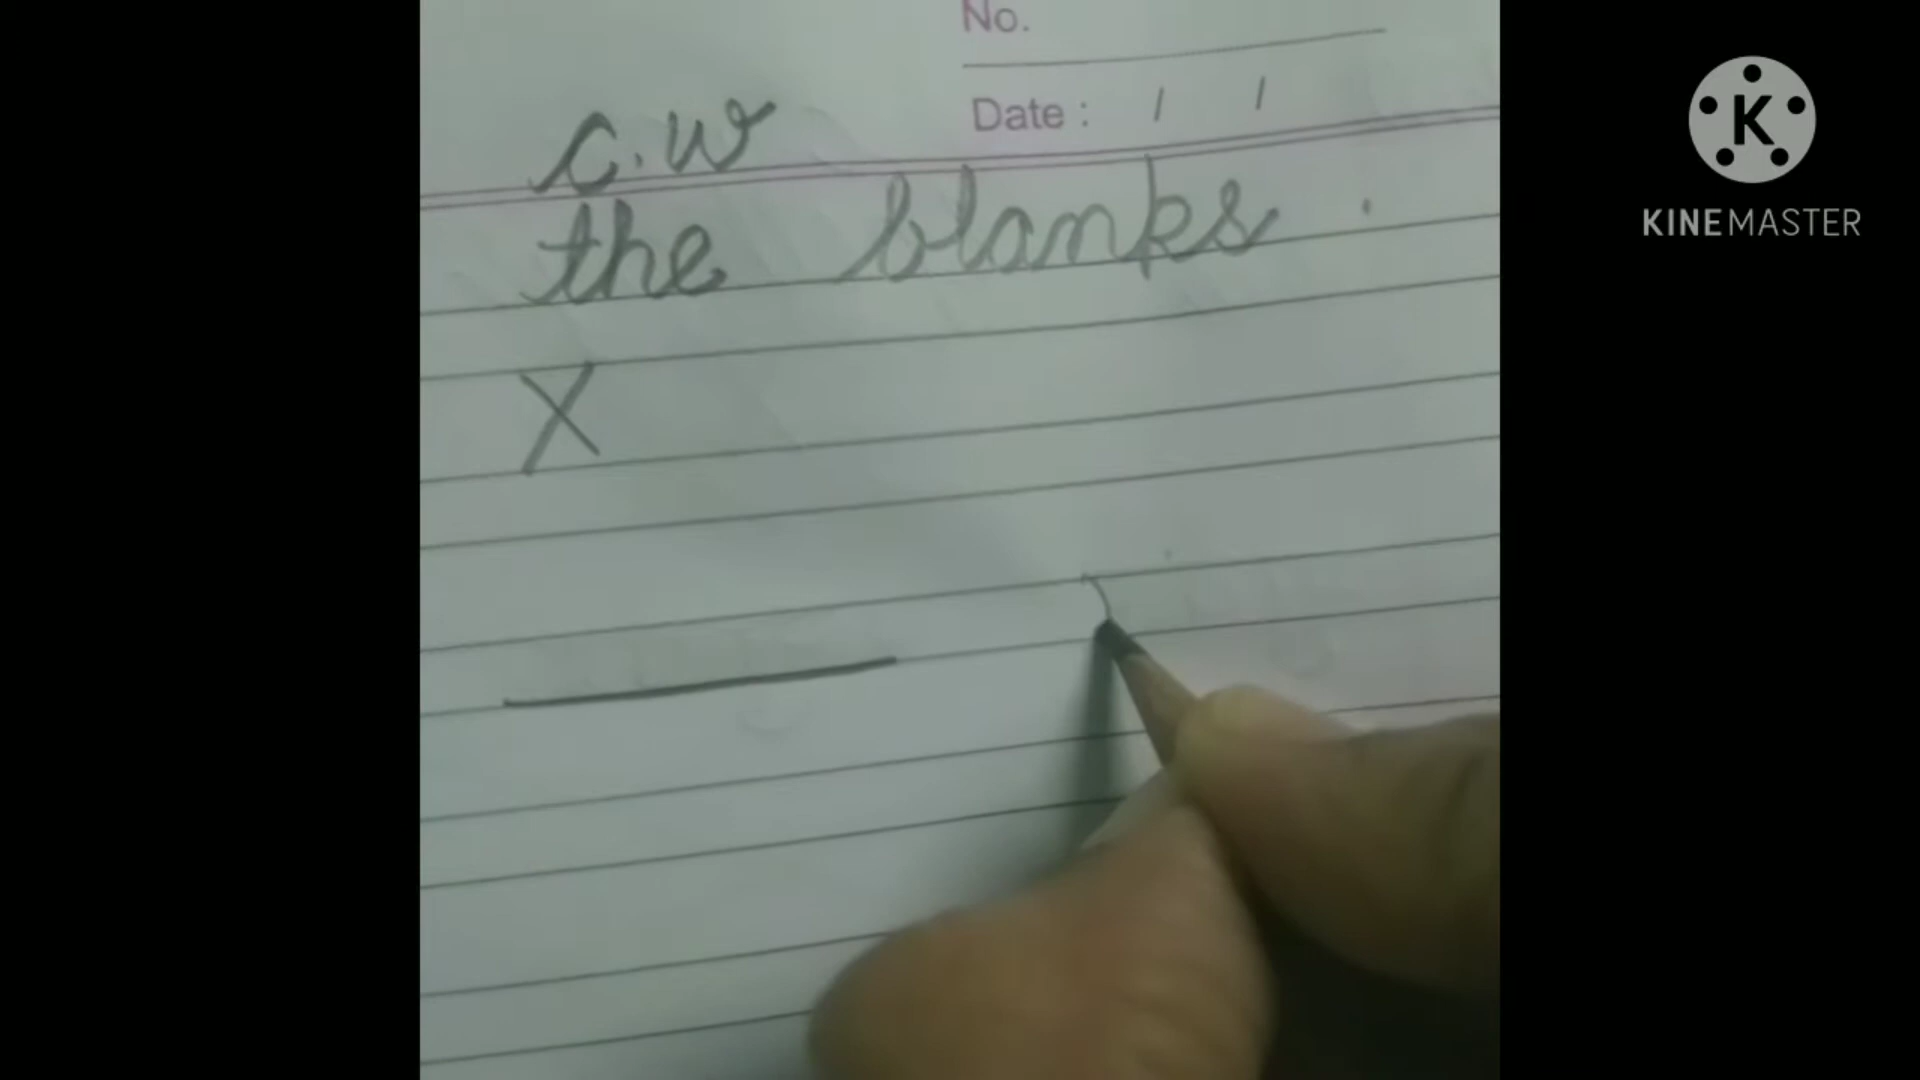 No.
Date : / /
c.w
the blanks.
X
K
KINEMASTER